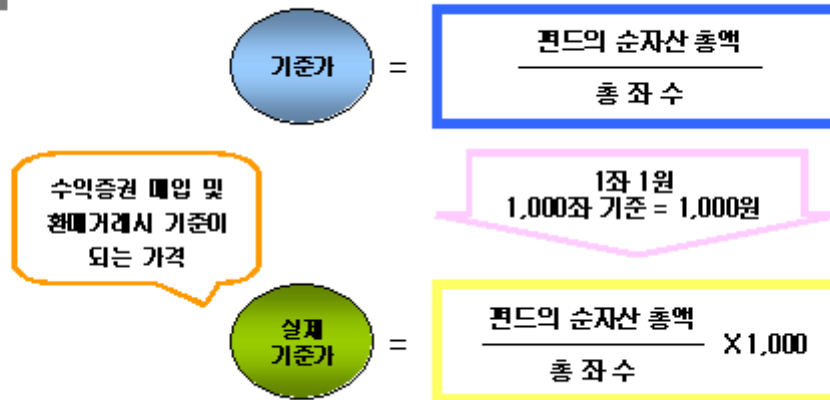 기준가
=
펀드의 순자산 총액
총 좌 수
수익증권 매입 및
환매거래시 기준이
되는 가격
1좌 1원
1,000좌 기준 = 1,000원
실제
기준가
=
펀드의 순자산 총액
총 좌 수
X 1,000